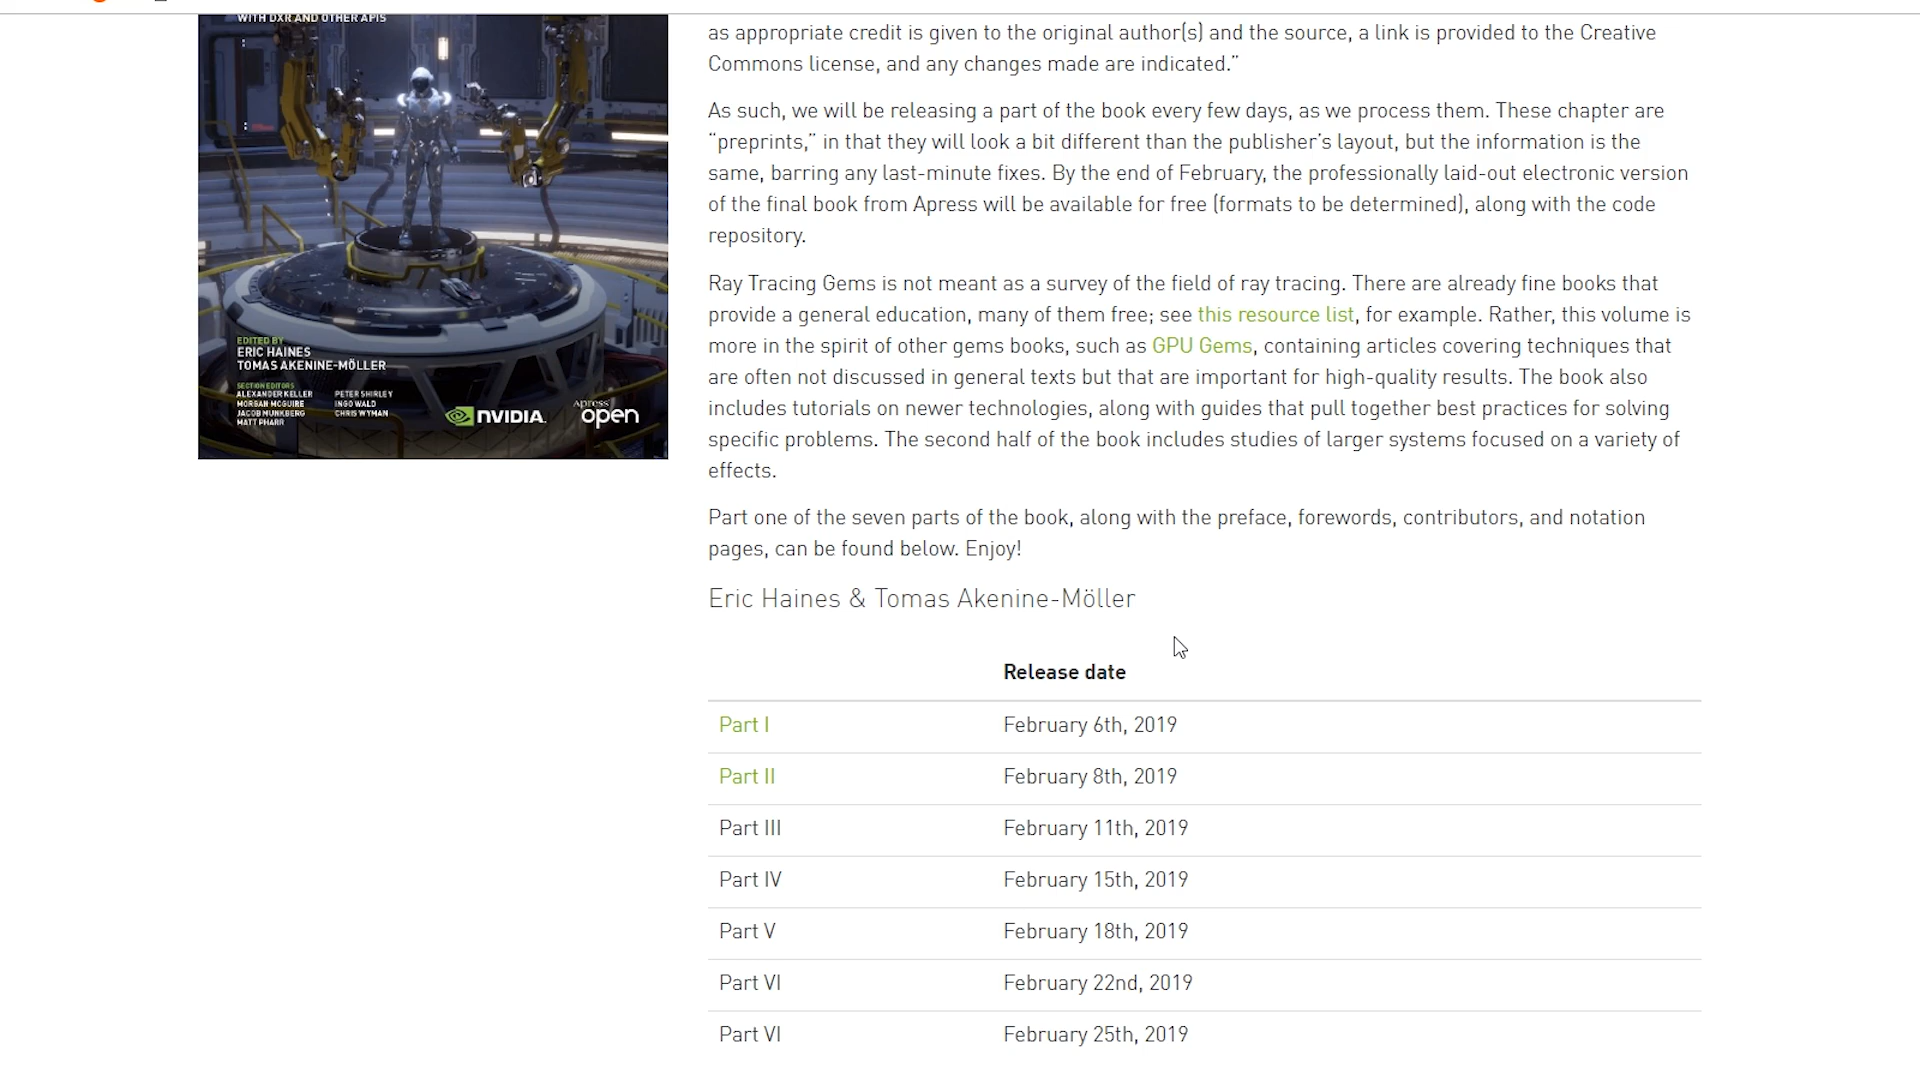 WITH DXR AND OTHER APIS
EDITED BY
ERIC HAINES
TOMAS AKENINE-MÖLLER
SECTION EDITORS
ALEXANDER KELLER
MORGAN MCGUIRE
JACOB MUNKBERG
MATT PHARR
PETER SHIRLEY
INGO WALD
CHRIS WYMAN
NVIDIA.
Apress
open
as appropriate credit is given to the original author(s) and the source, a link is provided to the Creative
Commons license, and any changes made are indicated.”
As such, we will be releasing a part of the book every few days, as we process them. These chapter are
“preprints,” in that they will look a bit different than the publisher’s layout, but the information is the
same, barring any last-minute fixes. By the end of February, the professionally laid-out electronic version
of the final book from Apress will be available for free (formats to be determined), along with the code
repository.
Ray Tracing Gems is not meant as a survey of the field of ray tracing. There are already fine books that
provide a general education, many of them free; see this resource list, for example. Rather, this volume is
more in the spirit of other gems books, such as GPU Gems, containing articles covering techniques that
are often not discussed in general texts but that are important for high-quality results. The book also
includes tutorials on newer technologies, along with guides that pull together best practices for solving
specific problems. The second half of the book includes studies of larger systems focused on a variety of
effects.
Part one of the seven parts of the book, along with the preface, forewords, contributors, and notation
pages, can be found below. Enjoy!
Eric Haines & Tomas Akenine-Möller
Release date
Part I February 6th, 2019
Part II February 8th, 2019
Part III February 11th, 2019
Part IV February 15th, 2019
Part V February 18th, 2019
Part VI February 22nd, 2019
Part VI February 25th, 2019